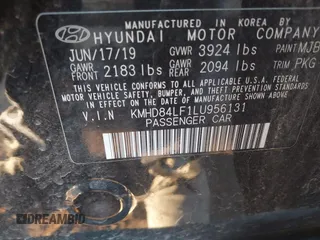 MANUFACTURED IN KOREA BY
HYUNDAI MOTOR COMPANY
JUN/17/19 GVWR 3924 lbs PAINT MJB
GAWR FRONT 2183 lbs GAWR REAR 2094 lbs TRIM PKG
THIS VEHICLE CONFORMS TO ALL APPLICABLE
U.S. FEDERAL MOTOR VEHICLE
SAFETY, BUMPER, AND THEFT PREVENTION
STANDARDS IN EFFECT ON THE DATE OF
MANUFACTURE SHOWN ABOVE.
V.I.N KMHD84LF1LU956131
PASSENGER CAR
DREAMBID